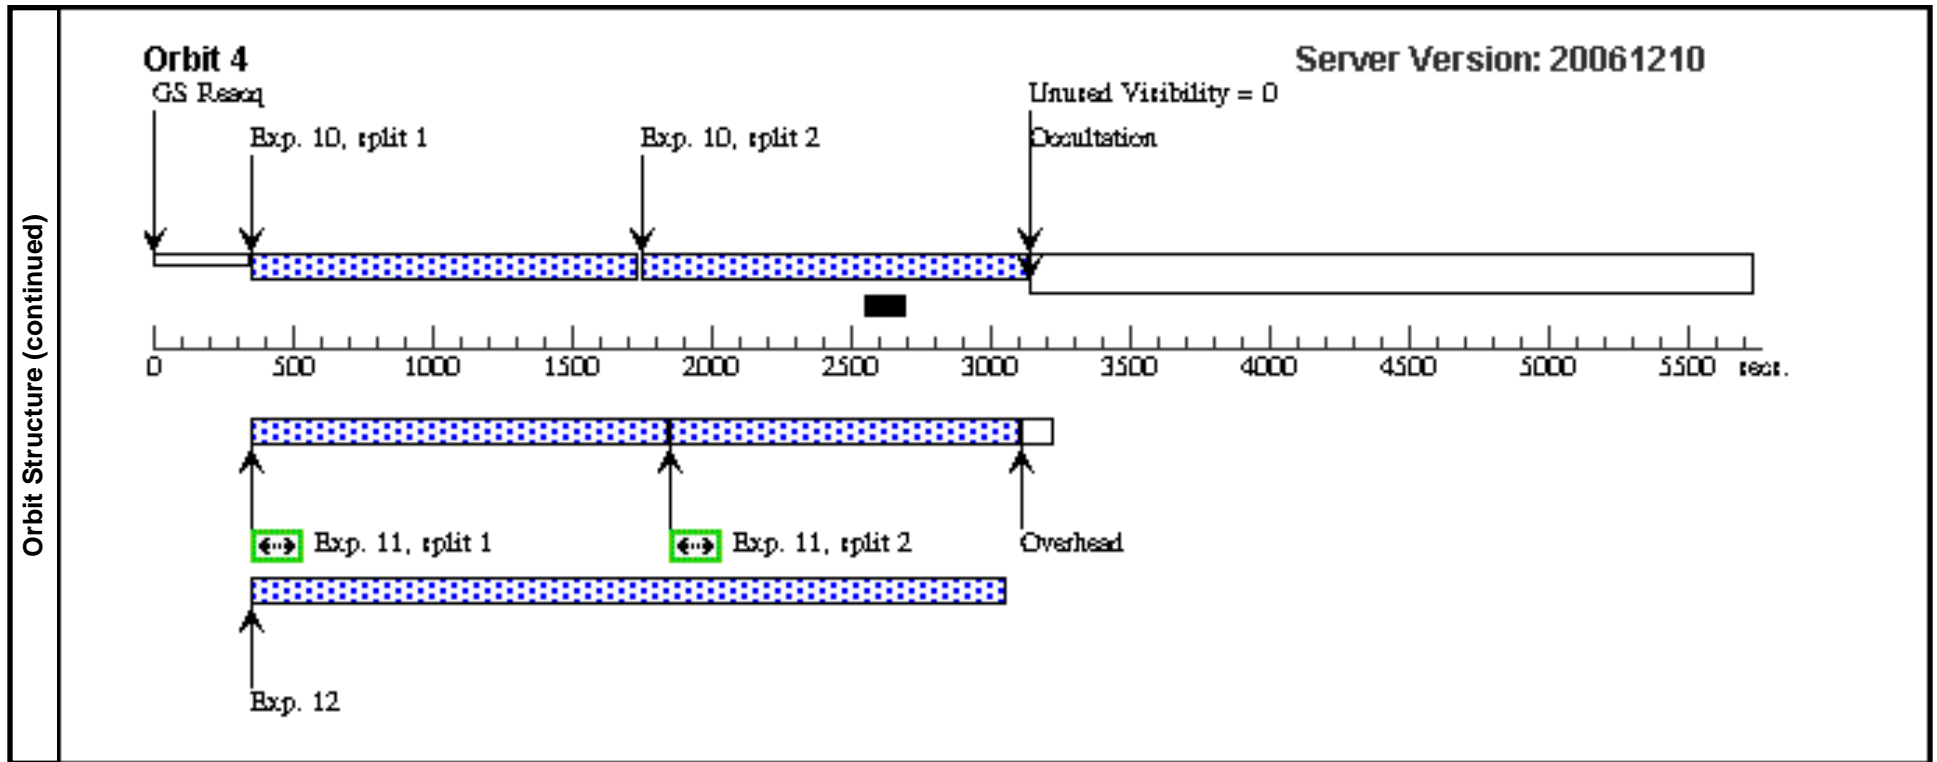 Orbit Structure (continued)
Orbit 4
Server Version: 20061210
GS Reacq
Unused Visibility = 0
Exp. 10, split 1
Exp. 10, split 2
Occultation
0 500 1000 1500 2000 2500 3000 3500 4000 4500 5000 5500 secs.
Exp. 11, split 1
Exp. 11, split 2
Overhead
Exp. 12